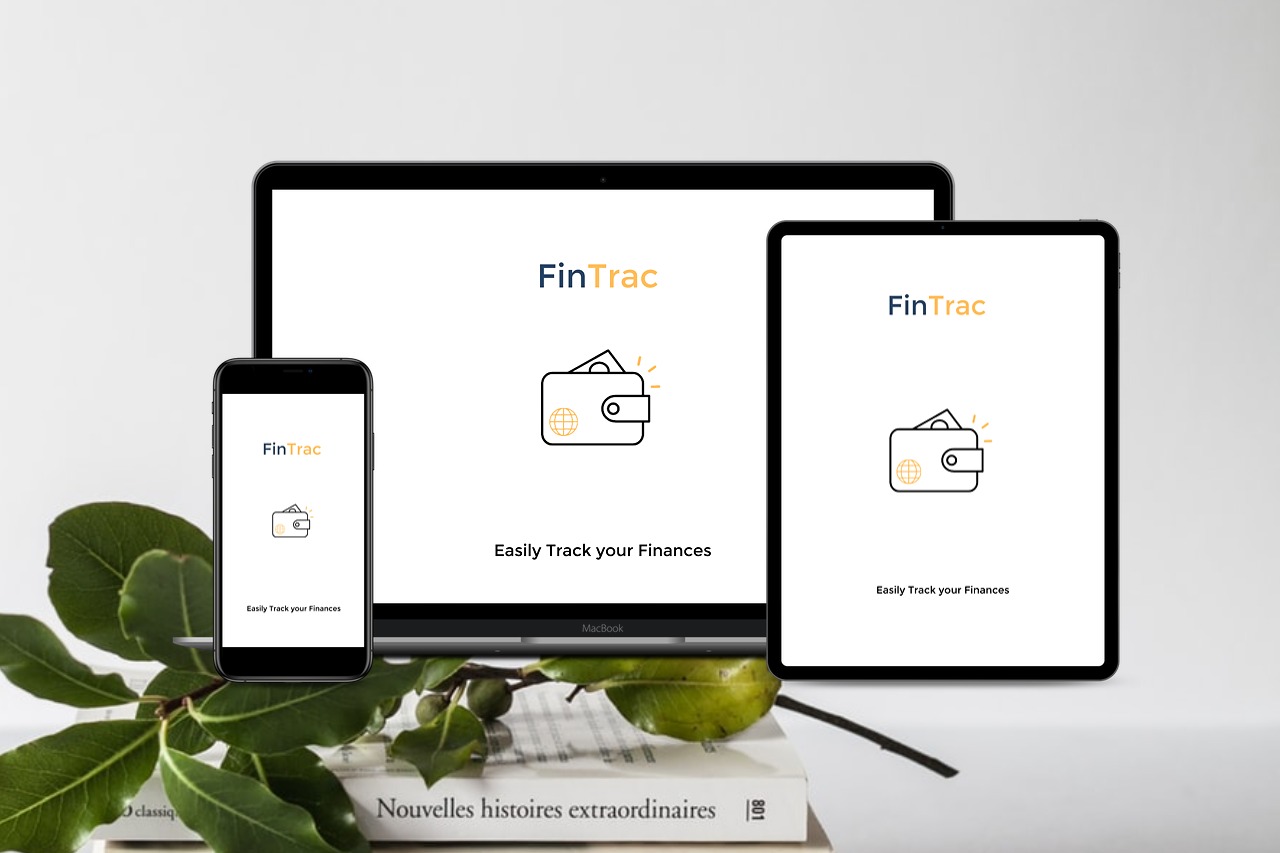 FinTrac
Easily Track your Finances
MacBook
FinTrac
Easily Track your Finances
FinTrac
Easily Track your Finances
Nouvelles histoires extraordinaires
801
classiq